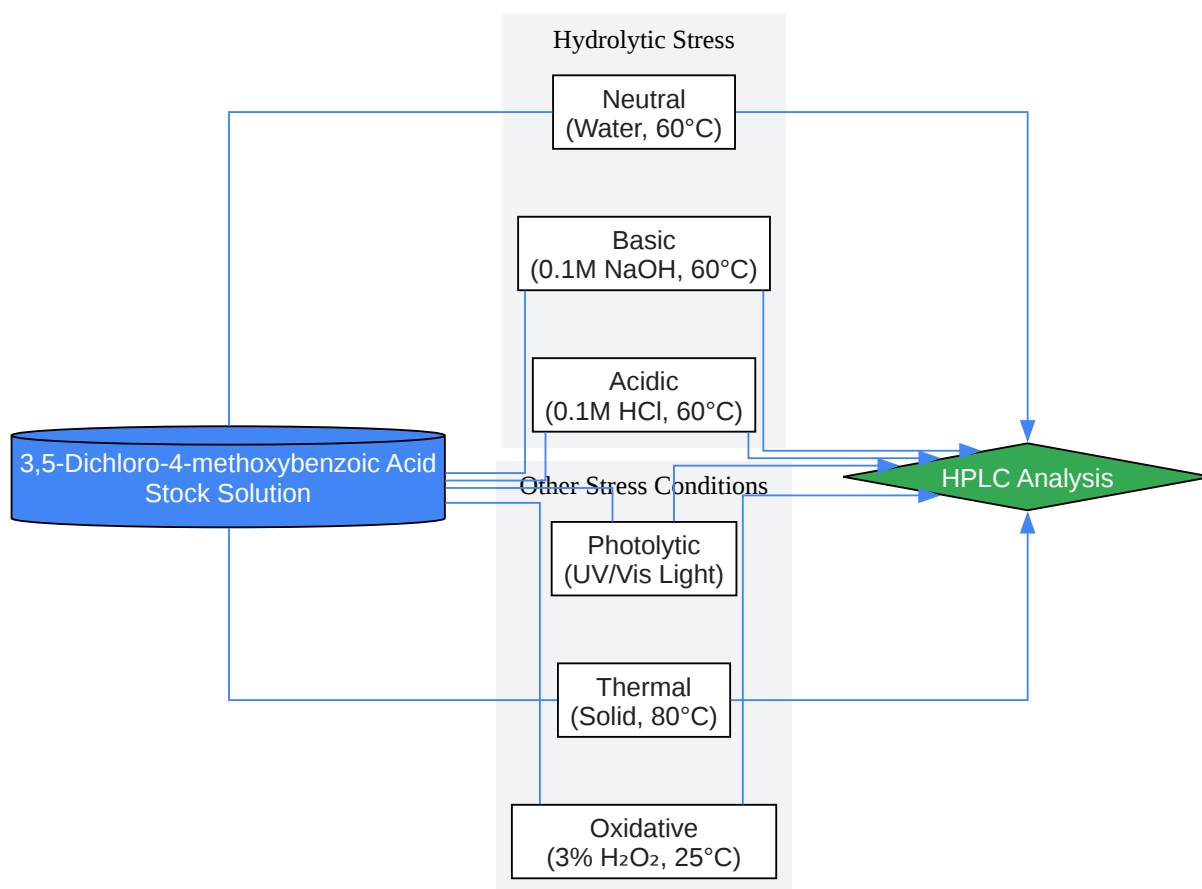 Hydrolytic Stress
Neutral
(Water, 60°C)
Basic
(0.1M NaOH, 60°C)
Acidic
(0.1M HCl, 60°C)
3,5-Dichloro-4-methoxybenzoic Acid
Stock Solution
HPLC Analysis
Other Stress Conditions
Photolytic
(UV/Vis Light)
Thermal
(Solid, 80°C)
Oxidative
(3% H₂O₂, 25°C)